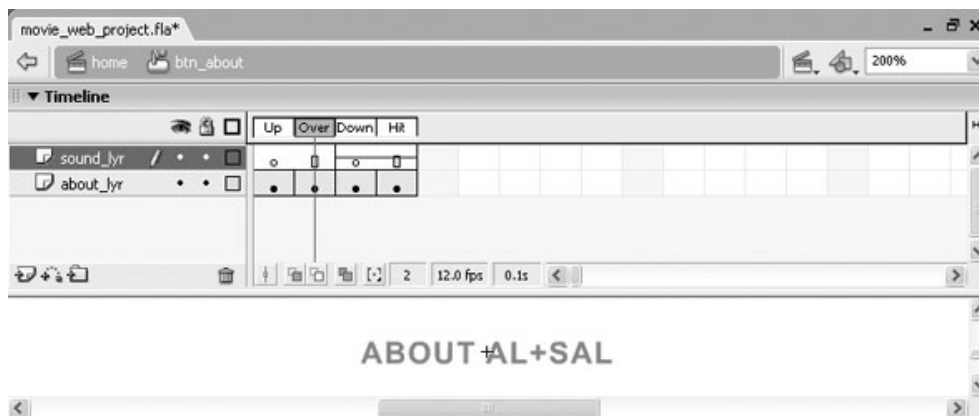 movie_web_project.fla*
home btn_about 200%
Timeline
Up Over Down Hit
sound_lyr
about_lyr
2 12.0 fps 0.1s
ABOUT AL+SAL